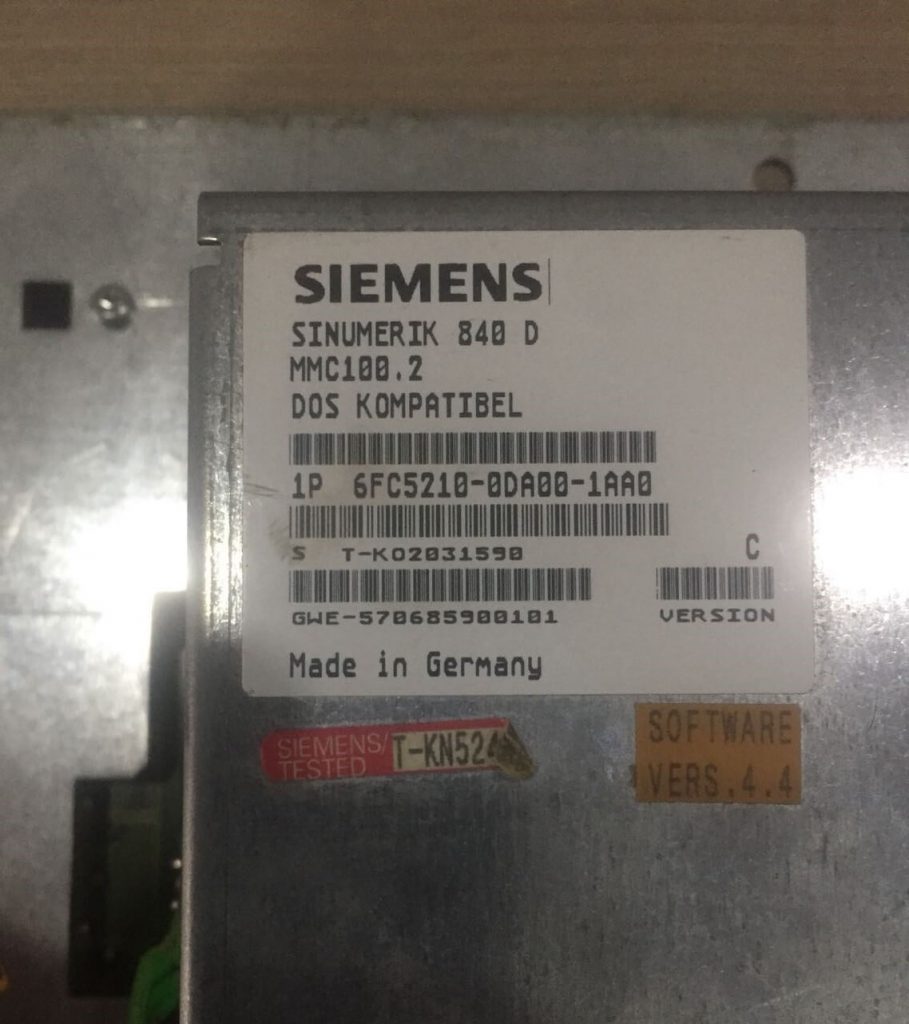 SIEMENS
SINUMERIK 840 D
MMC100.2
DOS KOMPATIBEL
1P 6FC5210-0DA00-1AA0
S T-KO2031590
C
GWE-570685900101
VERSION
Made in Germany
SIEMENS/
TESTED
SOFTWARE
VERS.4.4